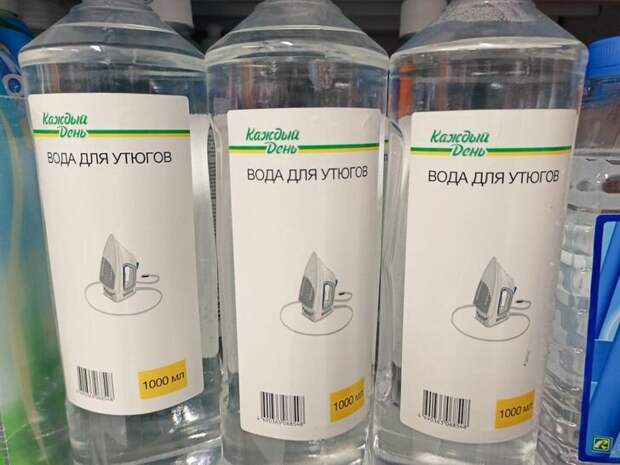 Каждый
День
ВОДА ДЛЯ УТЮГОВ
1000 мл
Каждый
День
ВОДА ДЛЯ УТЮГОВ
1000 мл
Каждый
День
ВОДА ДЛЯ УТЮГОВ
1000 мл